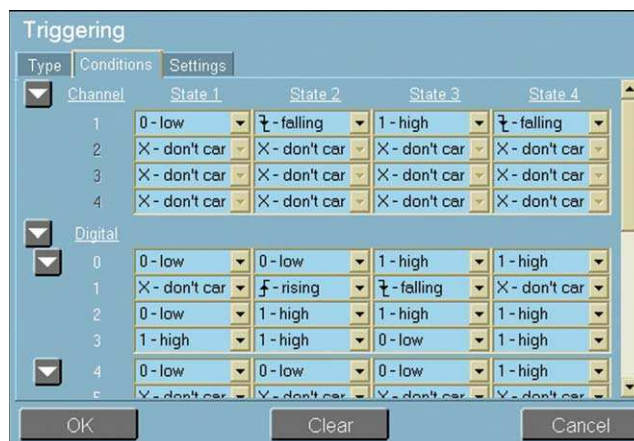 Triggering
Type Conditions Settings
Channel State 1 State 2 State 3 State 4
1 0 - low falling 1 - high falling
2 X - don't car X - don't car X - don't car X - don't car
3 X - don't car X - don't car X - don't car X - don't car
4 X - don't car X - don't car X - don't car X - don't car
Digital
0 0 - low 0 - low 1 - high 1 - high
1 X - don't car - rising - falling X - don't car
2 0 - low 1 - high 1 - high 1 - high
3 1 - high 1 - high 0 - low 1 - high
4 0 - low 0 - low 0 - low 1 - high
OK Clear Cancel